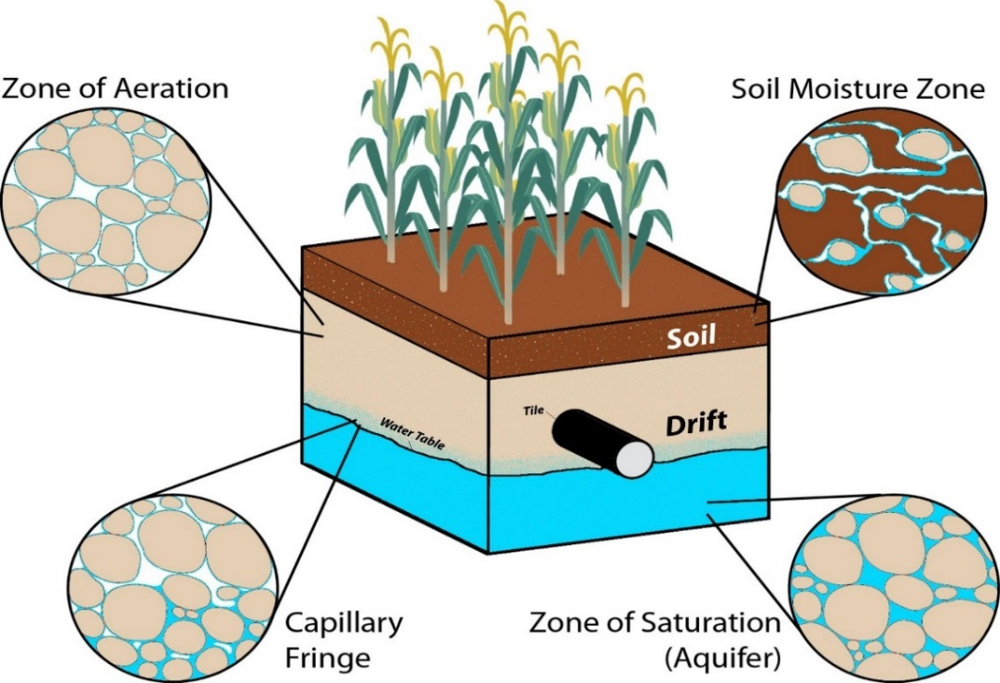 Zone of Aeration
Soil Moisture Zone
Soil
Tile
Drift
Water Table
Capillary
Fringe
Zone of Saturation
(Aquifer)